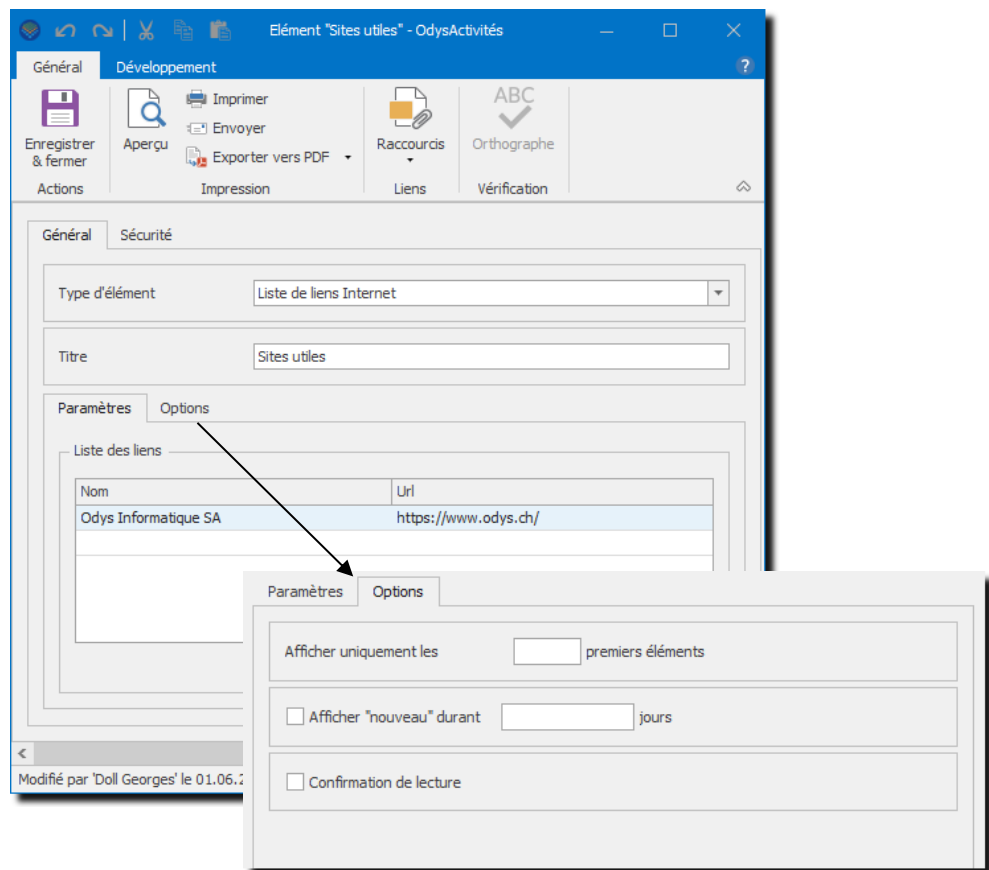 Elément "Sites utiles" - OdysActivités
Général Développement
?
Enregistrer & fermer
Aperçu
Imprimer
Envoyer
Exporter vers PDF
Raccourcis
ABC
Orthographe
Actions Impression Liens Vérification
Général Sécurité
Type d'élément Liste de liens Internet
Titre Sites utiles
Paramètres Options
Liste des liens
Nom Url
Odys Informatique SA https://www.odys.ch/
Paramètres Options
Afficher uniquement les premiers éléments
Afficher "nouveau" durant jours
Confirmation de lecture
Modifié par 'Doll Georges' le 01.06.2